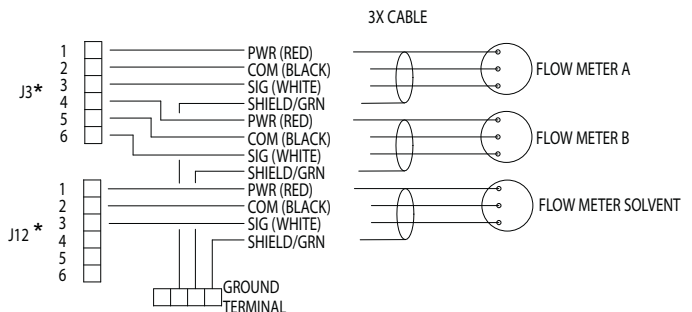 3X CABLE
J3*
1
2
3
4
5
6
PWR (RED)
COM (BLACK)
SIG (WHITE)
SHIELD/GRN
PWR (RED)
COM (BLACK)
SIG (WHITE)
SHIELD/GRN
FLOW METER A
FLOW METER B
J12*
1
2
3
4
5
6
PWR (RED)
COM (BLACK)
SIG (WHITE)
SHIELD/GRN
FLOW METER SOLVENT
GROUND
TERMINAL